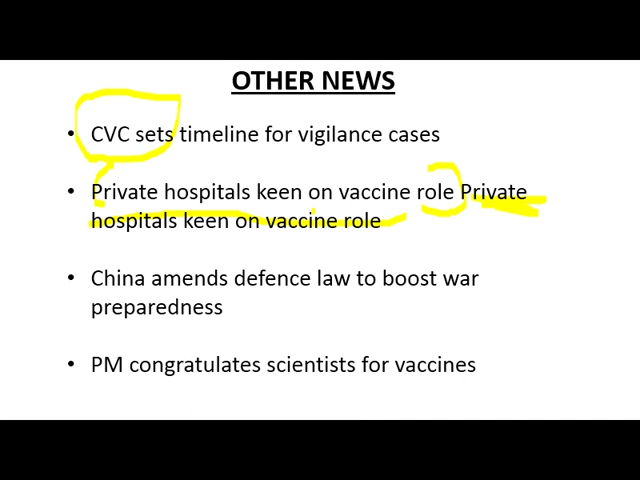 OTHER NEWS
• CVC sets timeline for vigilance cases
• Private hospitals keen on vaccine role Private
hospitals keen on vaccine role
• China amends defence law to boost war
preparedness
• PM congratulates scientists for vaccines